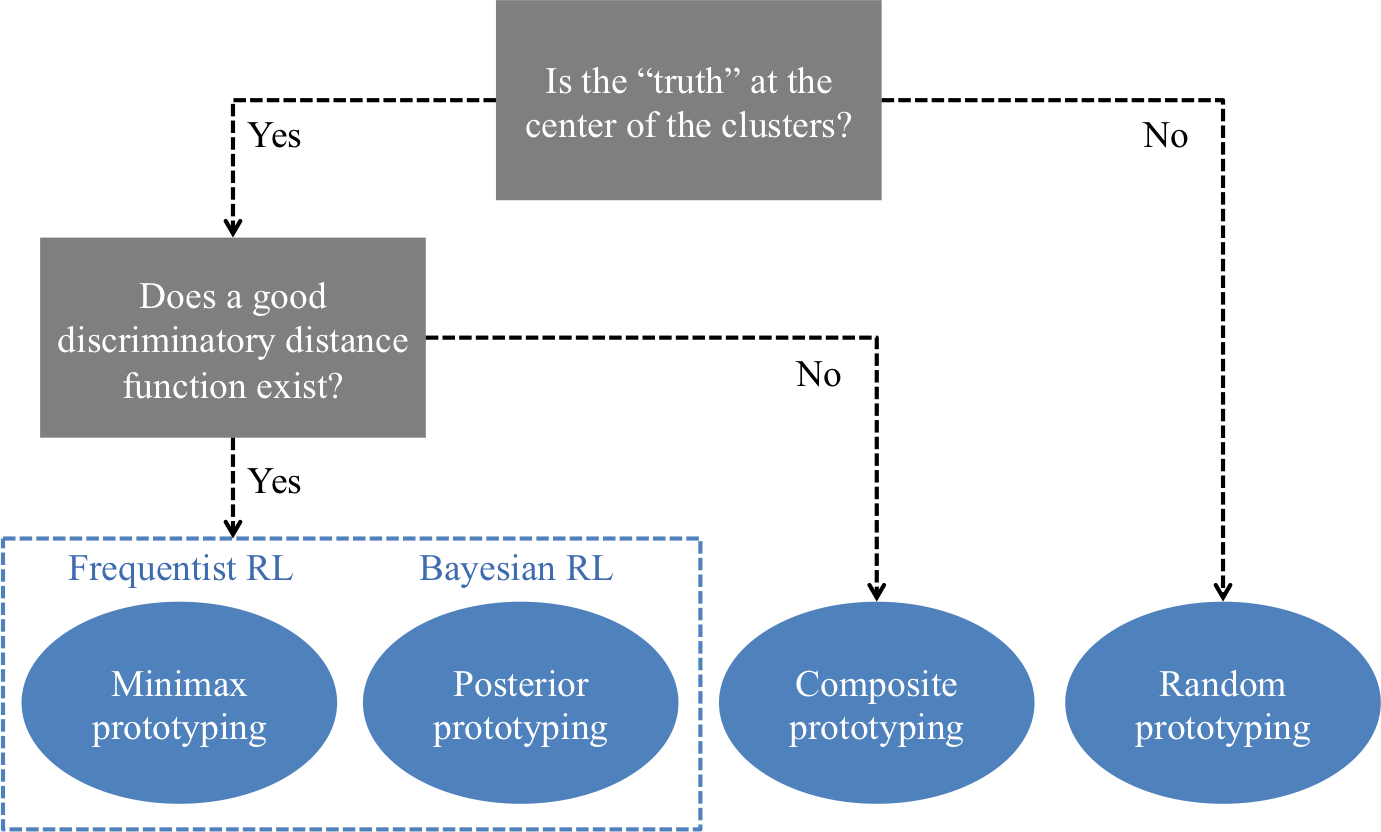 Is the “truth” at the
center of the clusters?
Yes
No
Does a good
discriminatory distance
function exist?
No
Yes
Frequentist RL
Bayesian RL
Minimax
prototyping
Posterior
prototyping
Composite
prototyping
Random
prototyping